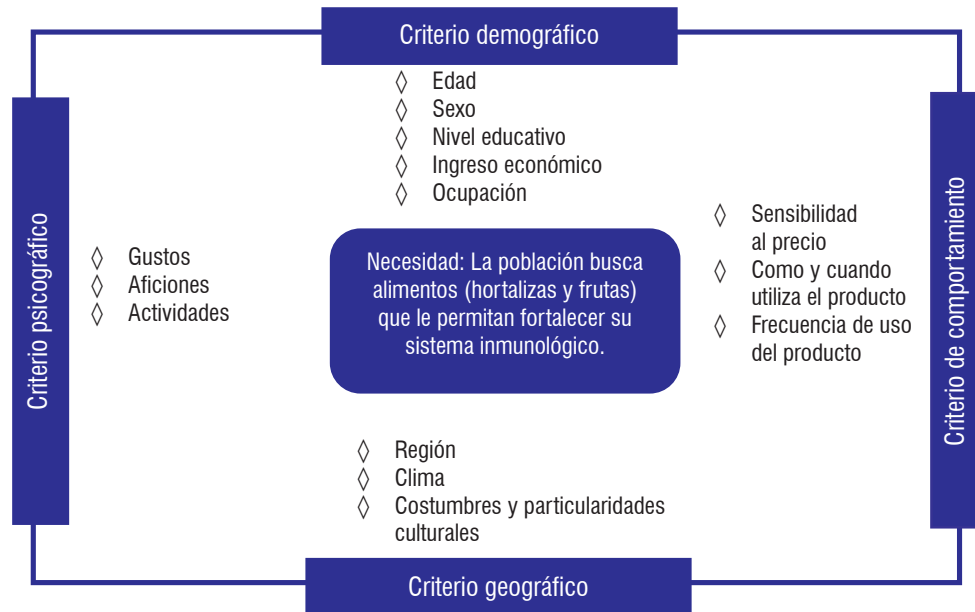 Criterio demográfico
◊ Edad
◊ Sexo
◊ Nivel educativo
◊ Ingreso económico
◊ Ocupación
Criterio psicográfico
◊ Gustos
◊ Aficiones
◊ Actividades
Necesidad: La población busca
alimentos (hortalizas y frutas)
que le permitan fortalecer su
sistema inmunológico.
◊ Sensibilidad
al precio
◊ Como y cuando
utiliza el producto
◊ Frecuencia de uso
del producto
Criterio de comportamiento
◊ Región
◊ Clima
◊ Costumbres y particularidades
culturales
Criterio geográfico